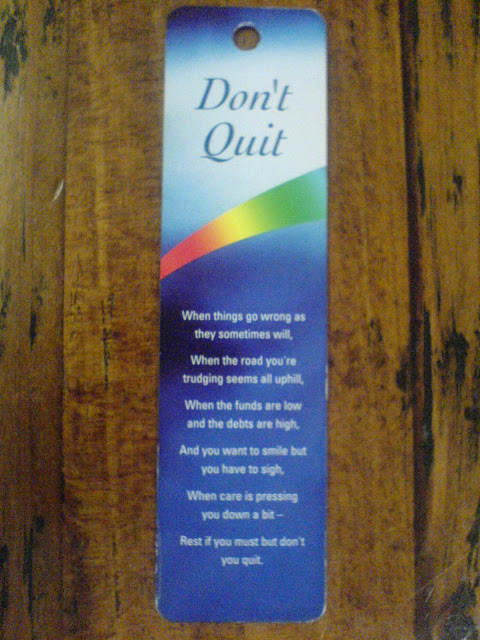 Don't
Quit
When things go wrong as
they sometimes will,
When the road you're
trudging seems all uphill,
When the funds are low
and the debts are high,
And you want to smile but
you have to sigh,
When care is pressing
you down a bit –
Rest if you must but don't
you quit.